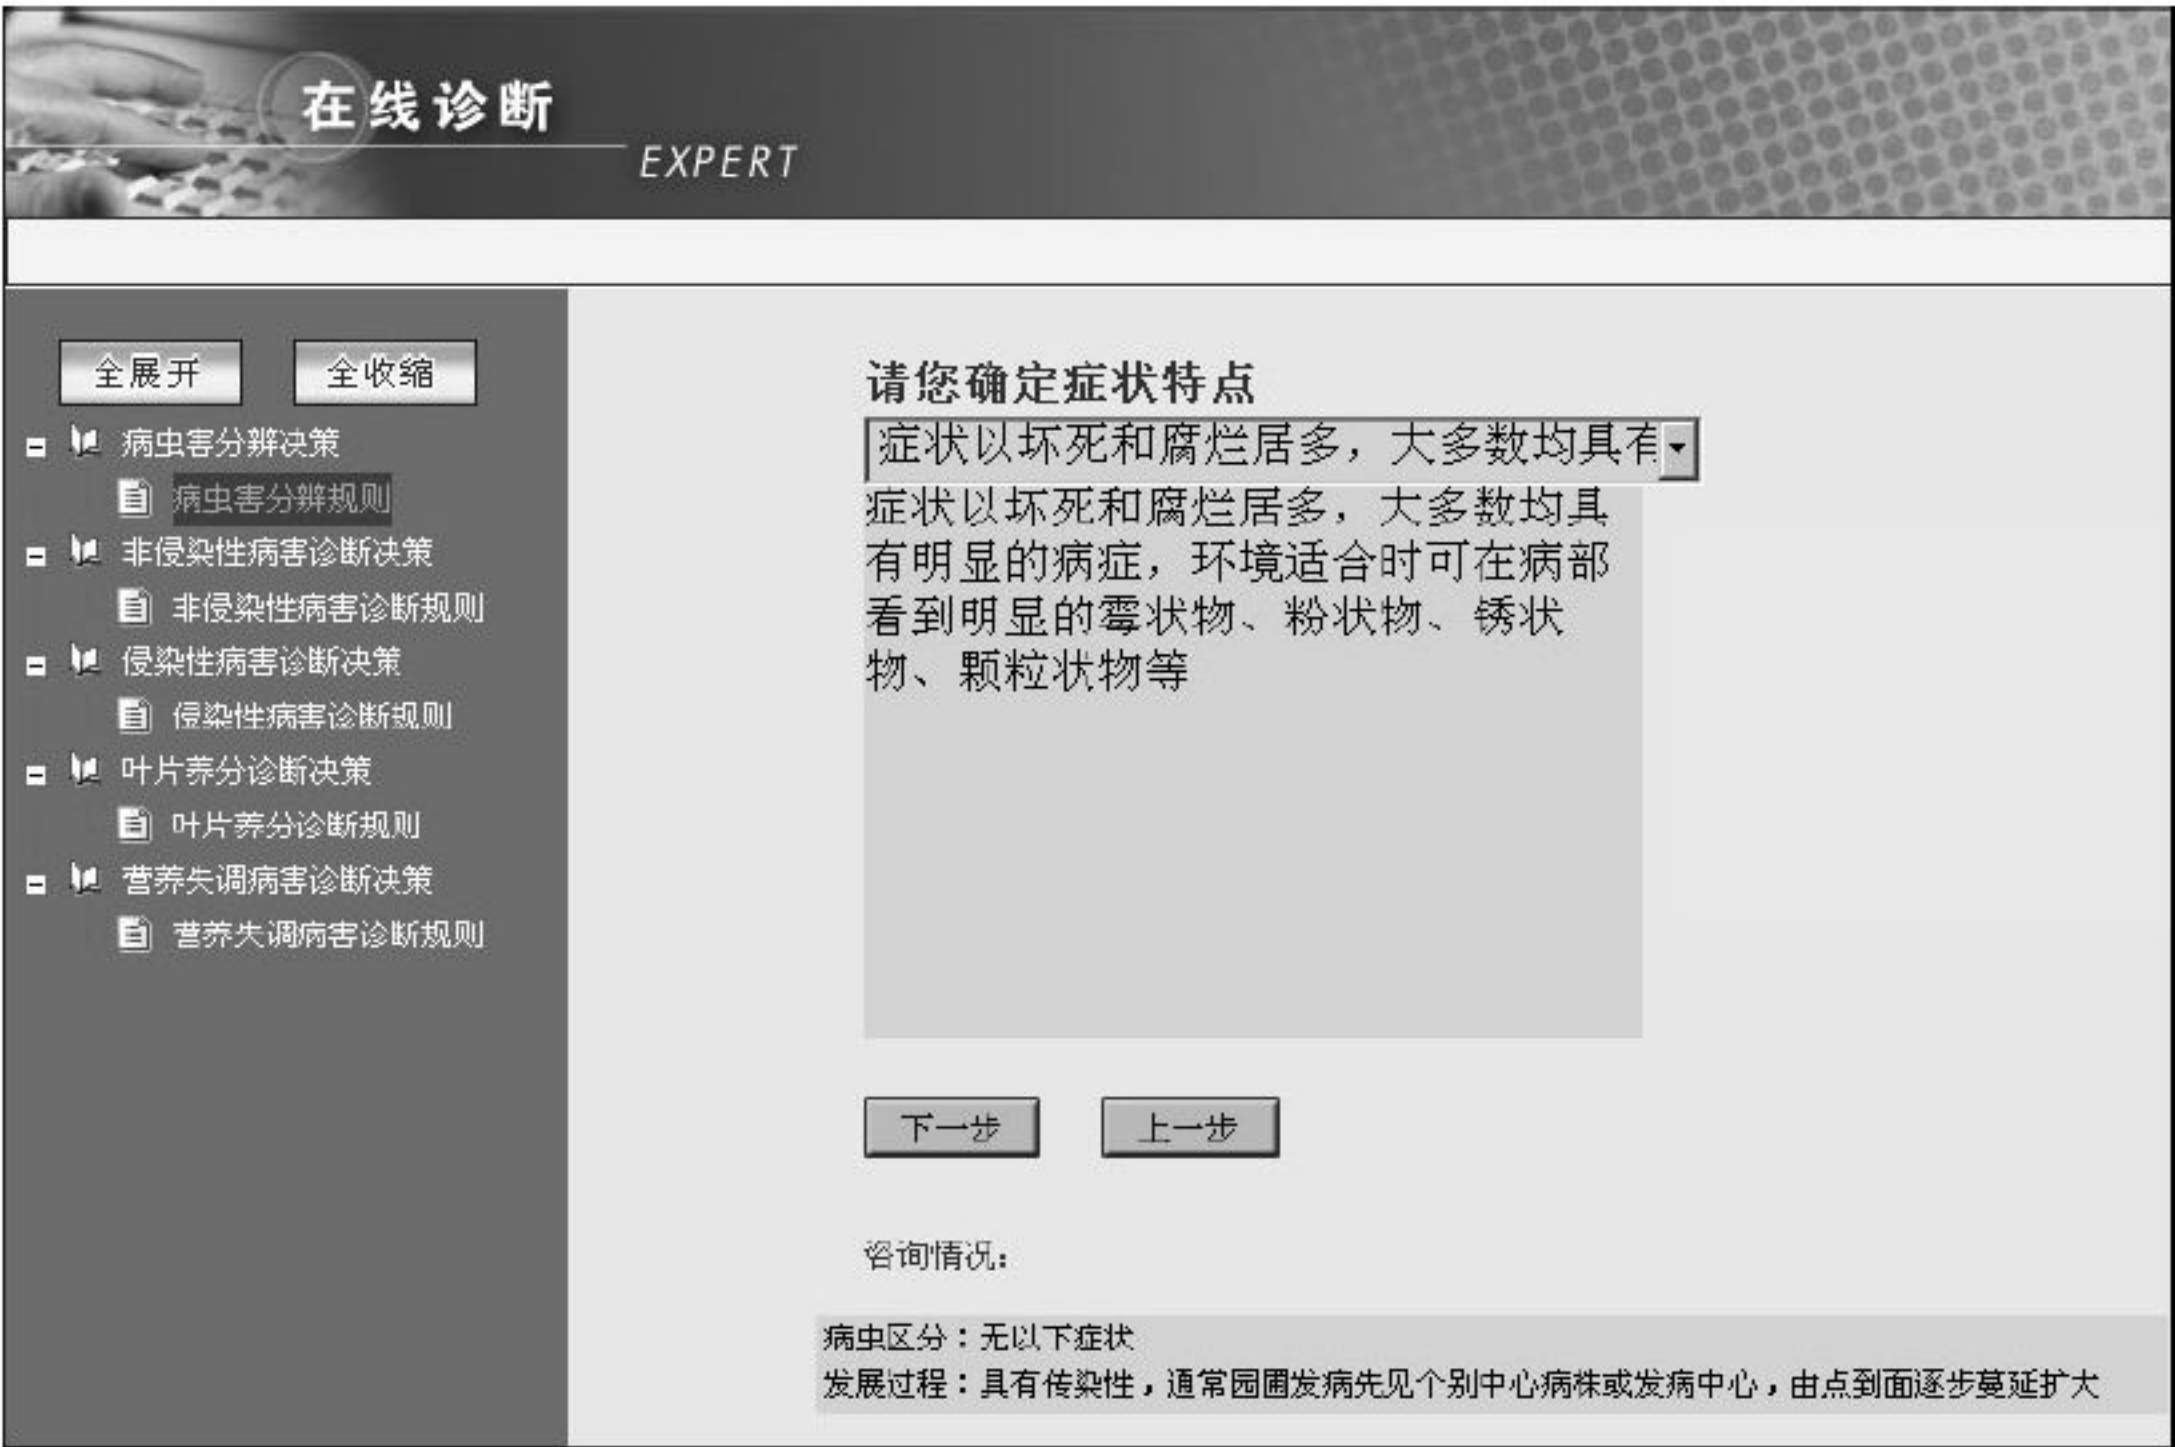 在线诊断
EXPERT
全展开 全收缩
病虫害分辨决策
病虫害分辨规则
非侵染性病害诊断决策
非侵染性病害诊断规则
侵染性病害诊断决策
侵染性病害诊断规则
叶片养分诊断决策
叶片养分诊断规则
营养失调病害诊断决策
营养失调病害诊断规则
请您确定症状特点
症状以坏死和腐烂居多，大多数均具有
症状以坏死和腐烂居多，大多数均具
有明显的病症，环境适合时可在病部
看到明显的霉状物、粉状物、锈状
物、颗粒状物等
下一步 上一步
咨询情况：
病虫区分：无以下症状
发展过程：具有传染性，通常园圃发病先见个别中心病株或发病中心，由点到面逐步蔓延扩大